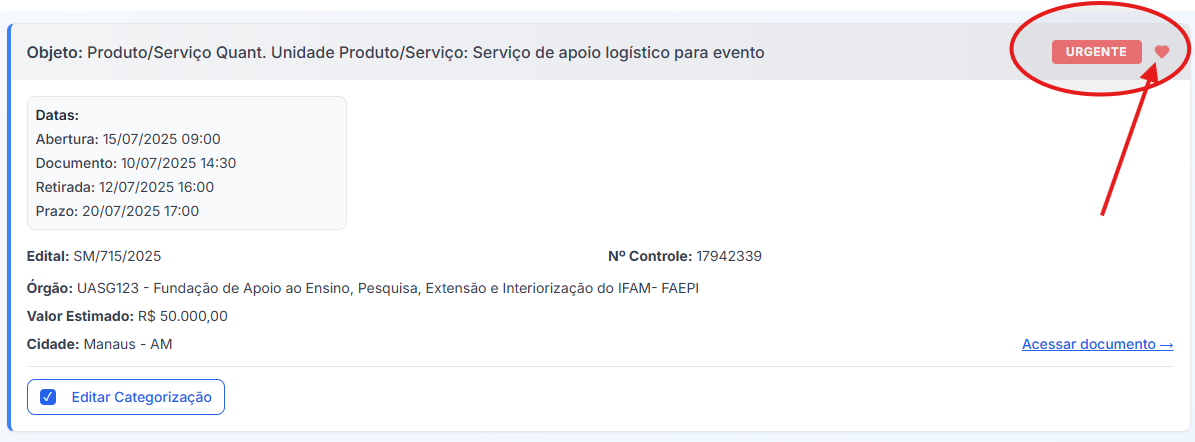 Objeto: Produto/Serviço Quant. Unidade Produto/Serviço: Serviço de apoio logístico para evento
URGENTE
Datas:
Abertura: 15/07/2025 09:00
Documento: 10/07/2025 14:30
Retirada: 12/07/2025 16:00
Prazo: 20/07/2025 17:00
Edital: SM/715/2025
Nº Controle: 17942339
Órgão: UASG123 - Fundação de Apoio ao Ensino, Pesquisa, Extensão e Interiorização do IFAM- FAEPI
Valor Estimado: R$ 50.000,00
Cidade: Manaus - AM
Acessar documento →
Editar Categorização